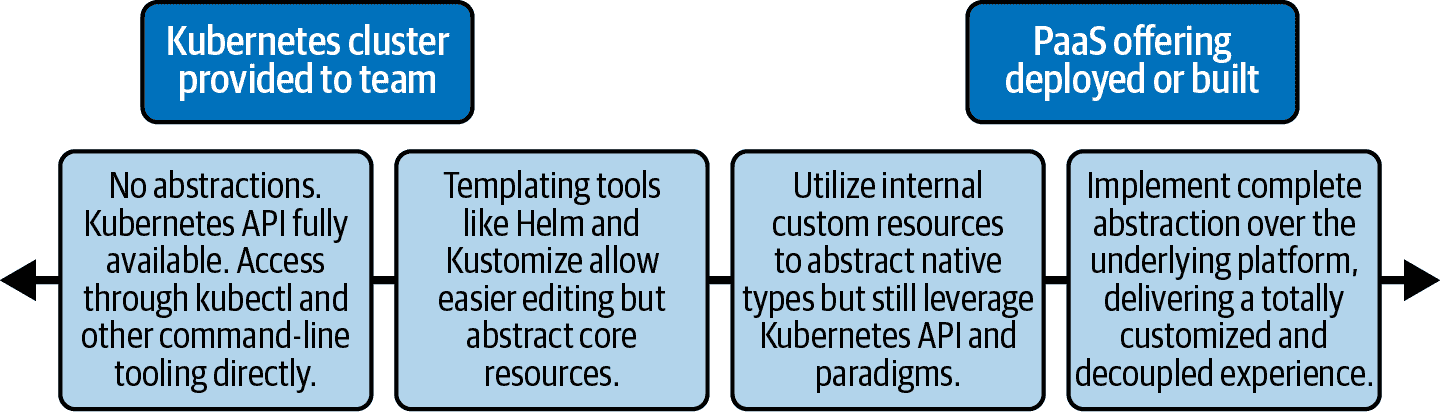 Kubernetes cluster
provided to team
PaaS offering
deployed or built
No abstractions.
Kubernetes API fully
available. Access
through kubectl and
other command-line
tooling directly.
Templating tools
like Helm and
Kustomize allow
easier editing but
abstract core
resources.
Utilize internal
custom resources
to abstract native
types but still leverage
Kubernetes API and
paradigms.
Implement complete
abstraction over the
underlying platform,
delivering a totally
customized and
decoupled experience.